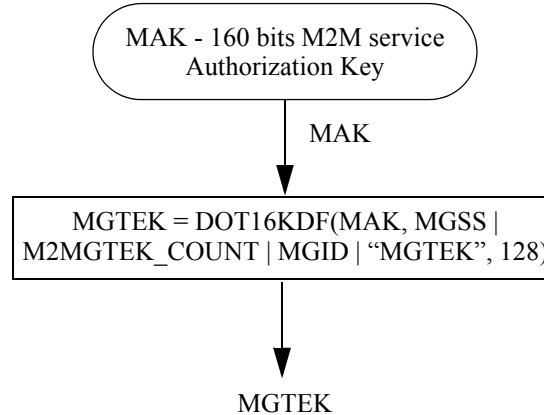 MAK - 160 bits M2M service
Authorization Key
MAK
MGTEK = DOT16KDF(MAK, MGSS |
M2MGTEK_COUNT | MGID | “MGTEK”, 128)
MGTEK